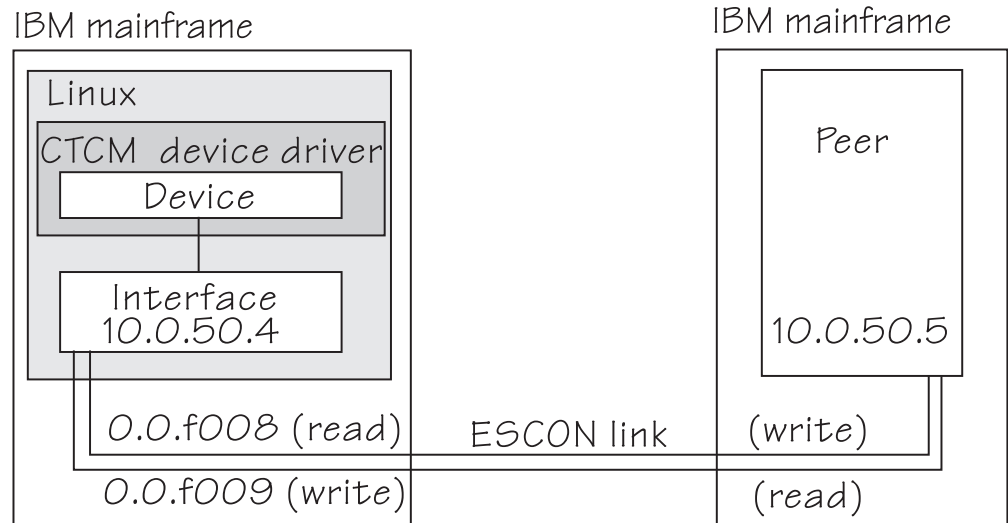 IBM mainframe
Linux
CTCM device driver
Device
Interface
10.0.50.4
0.0.f008 (read)
0.0.f009 (write)
ESCON link
IBM mainframe
Peer
10.0.50.5
(write)
(read)